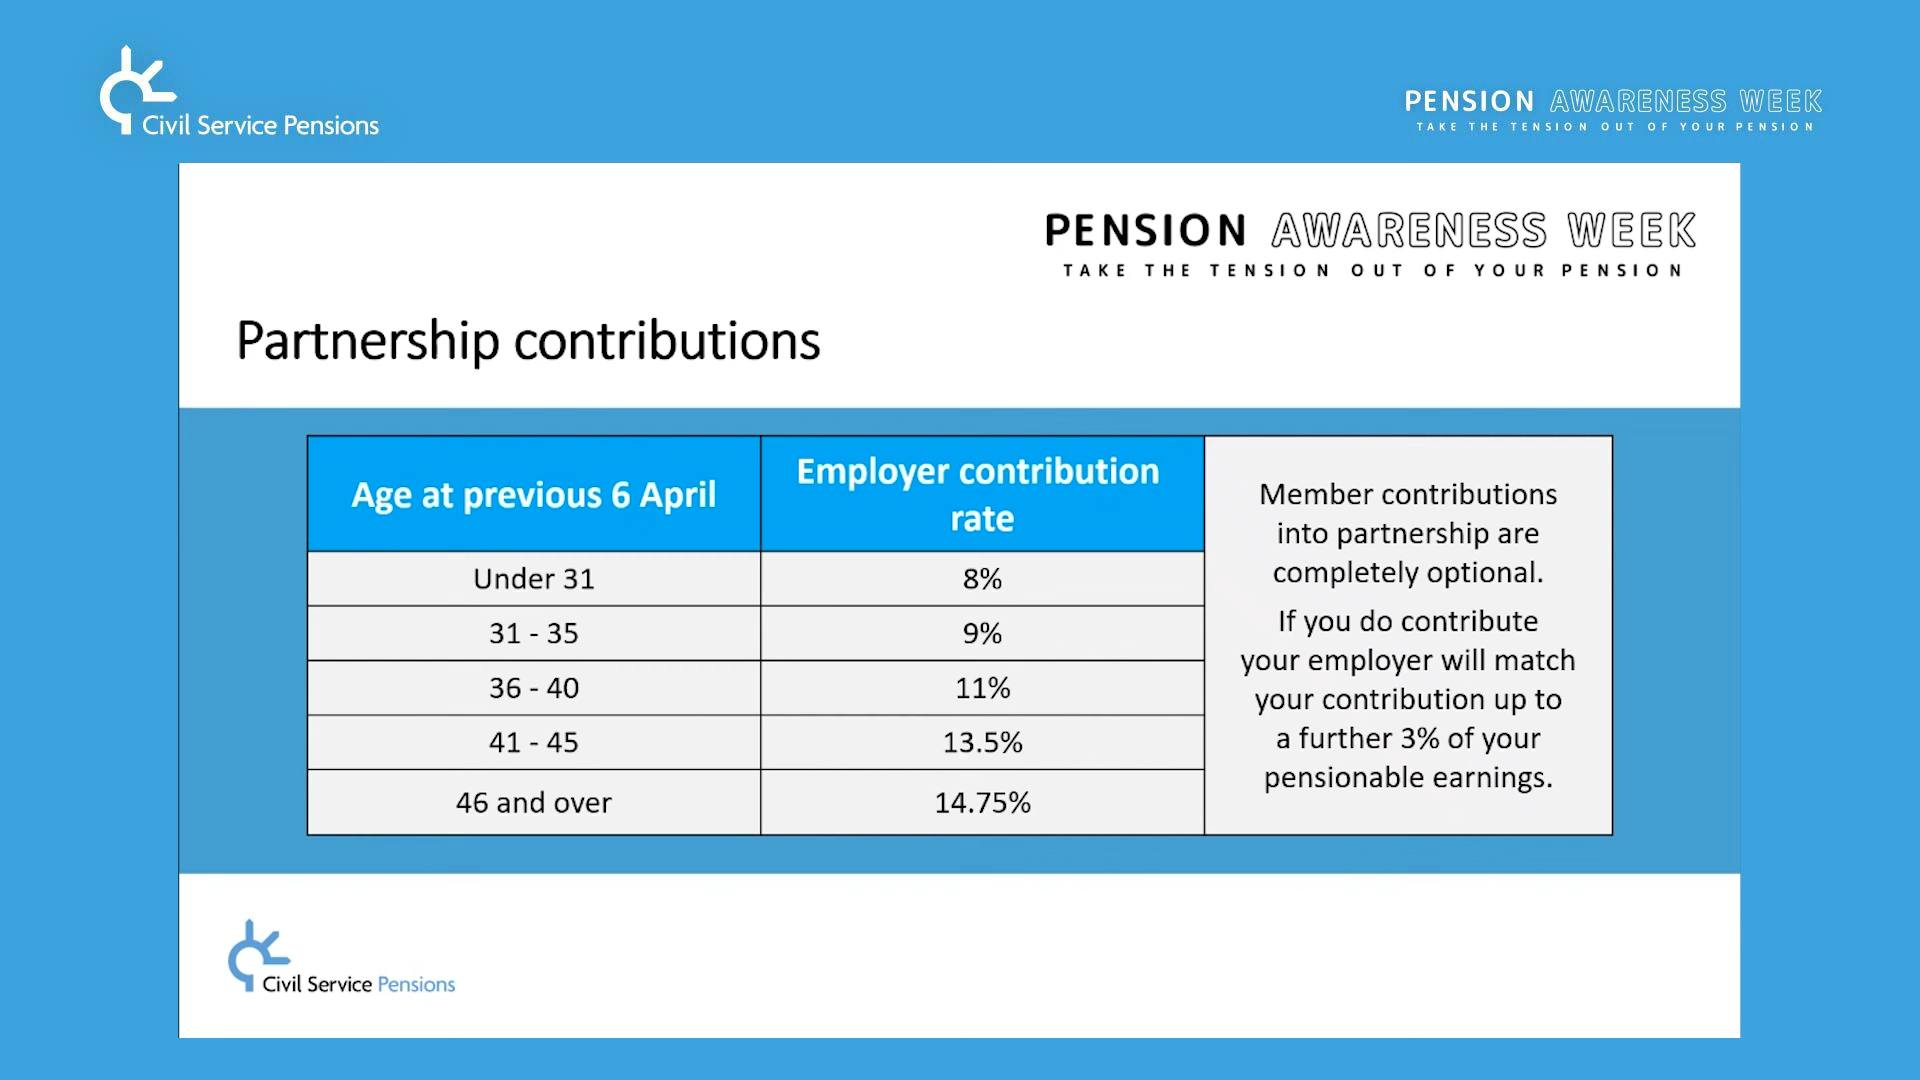 Civil Service Pensions
PENSION AWARENESS WEEK
TAKE THE TENSION OUT OF YOUR PENSION
PENSION AWARENESS WEEK
TAKE THE TENSION OUT OF YOUR PENSION
Partnership contributions
Age at previous 6 April
Employer contribution
rate
Under 31
8%
31 - 35
9%
36 - 40
11%
41 - 45
13.5%
46 and over
14.75%
Member contributions
into partnership are
completely optional.
If you do contribute
your employer will match
your contribution up to
a further 3% of your
pensionable earnings.
Civil Service Pensions